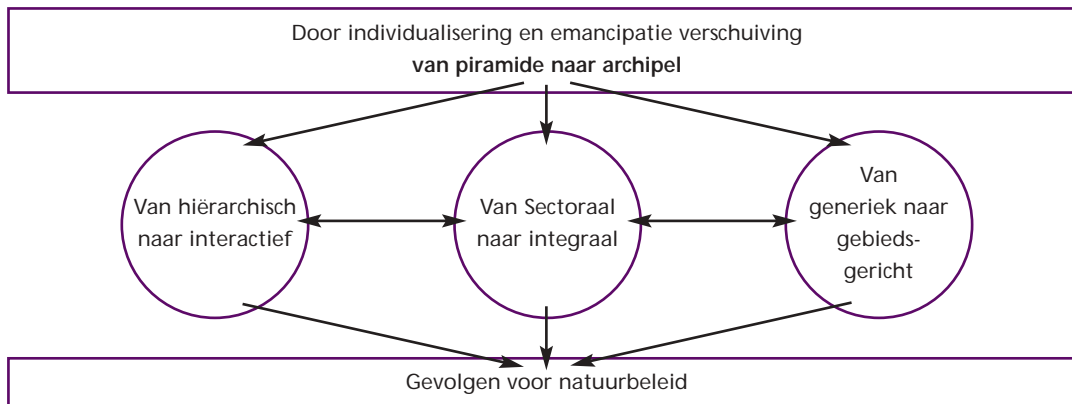 Door individualisering en emancipatie verschuiving
van piramide naar archipel
Van hiërarchisch
naar interactief
Van Sectoraal
naar integraal
Van
generiek naar
gebieds-
gericht
Gevolgen voor natuurbeleid